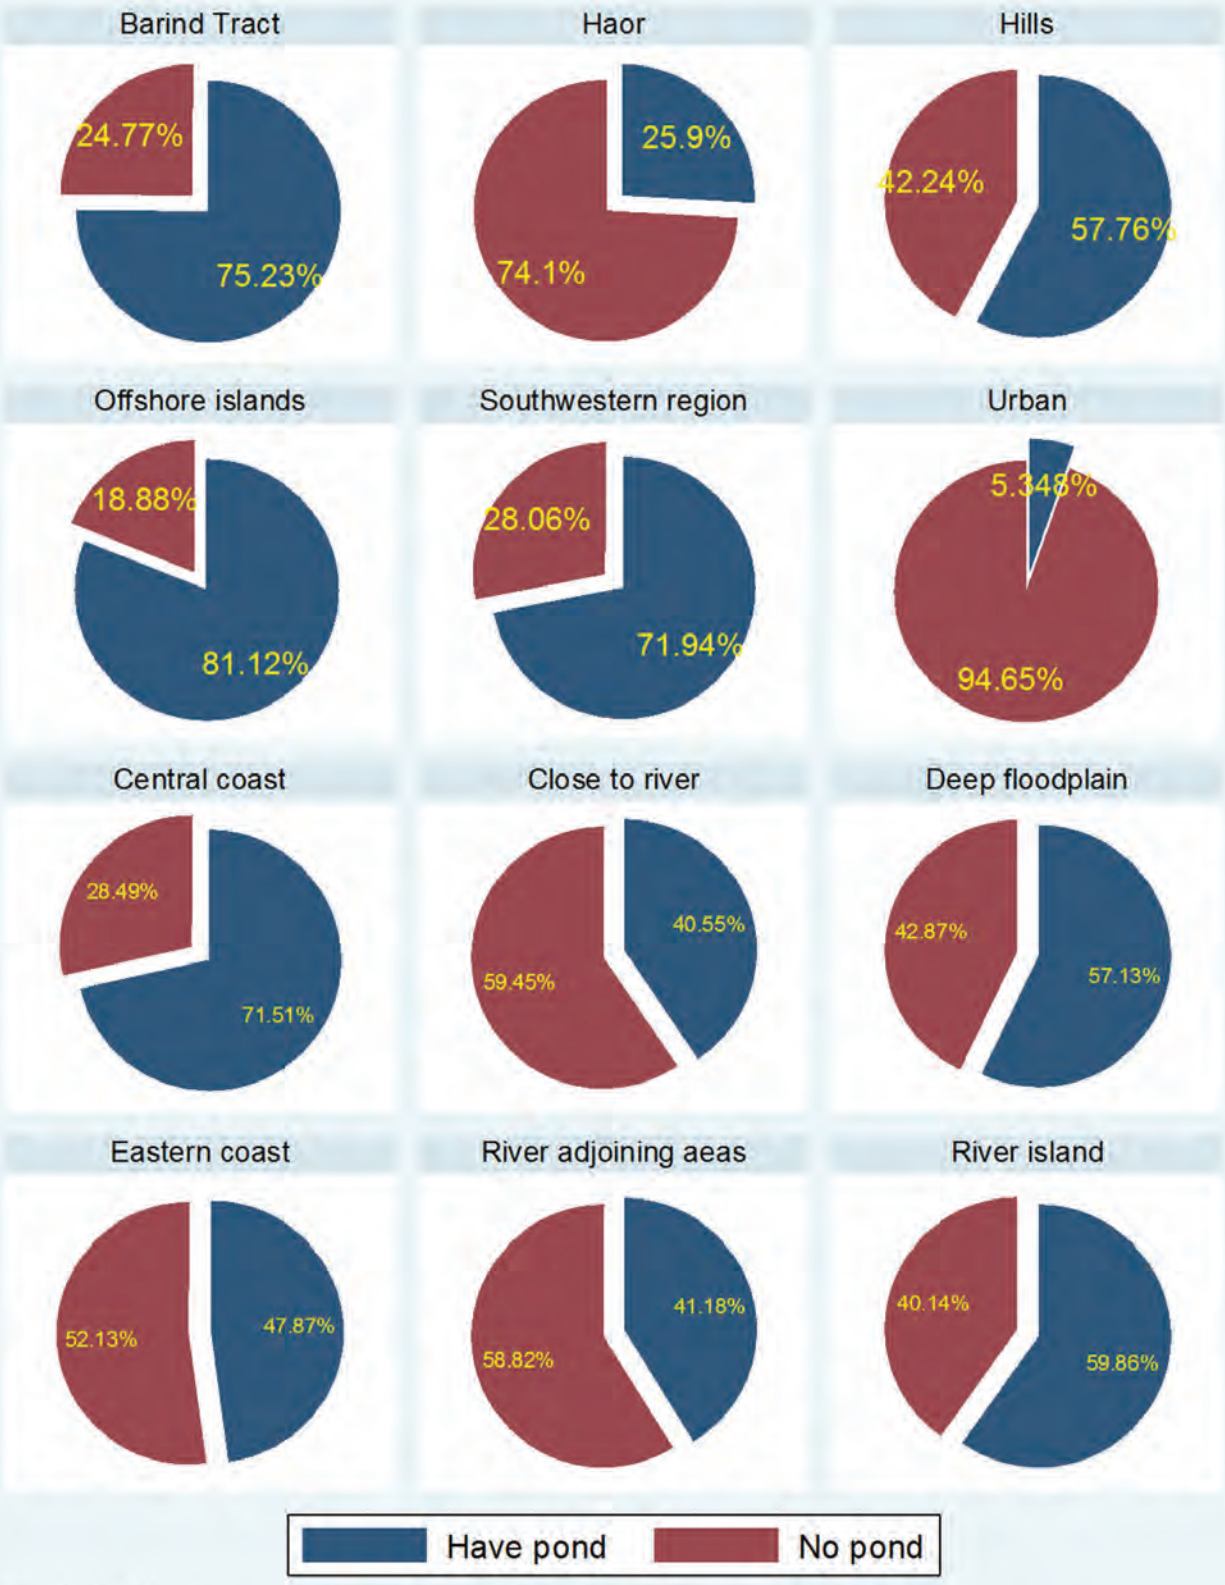 Barind Tract
Haor
Hills
24.77%
75.23%
25.9%
74.1%
42.24%
57.76%
Offshore islands
Southwestern region
Urban
18.88%
81.12%
28.06%
71.94%
5.348%
94.65%
Central coast
Close to river
Deep floodplain
28.49%
71.51%
40.55%
59.45%
42.87%
57.13%
Eastern coast
River adjoining aeas
River island
52.13%
47.87%
41.18%
58.82%
40.14%
59.86%
Have pond
No pond